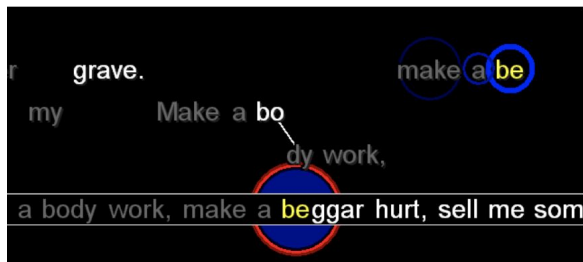 r grave. make a be
my Make a bo
dy work,
a body work, make a beggar hurt, sell me som